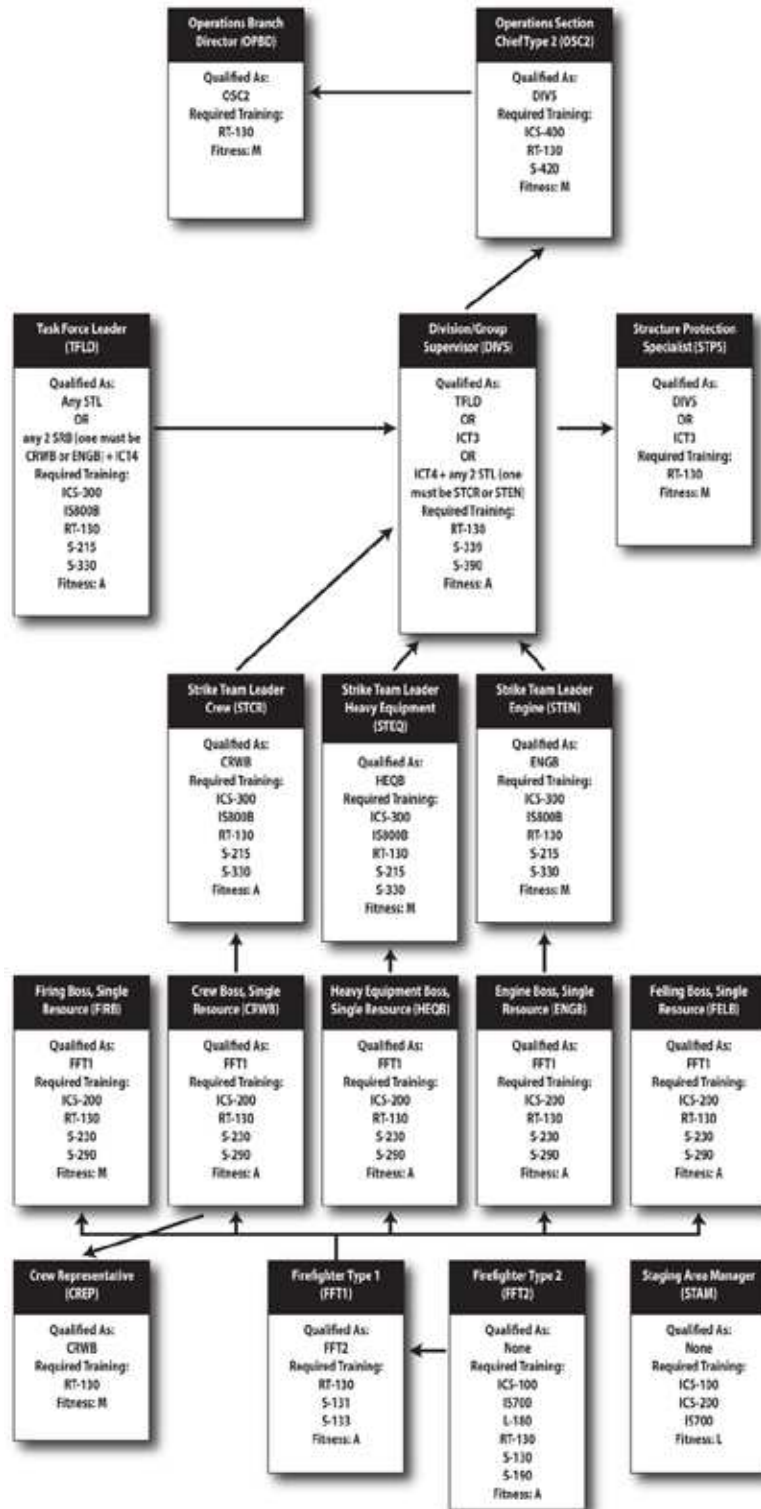 Operations Branch
Director (OPBD)
Qualified As:
OSC2
Required Training:
RT-130
Fitness: M
Operations Section
Chief Type 2 (OSC2)
Qualified As:
DIVS
Required Training:
ICS-400
RT-130
S-420
Fitness: M
Task Force Leader
(TFLD)
Qualified As:
Any STL
OR
any 2 SRB (one must be
CRWB or ENGB) + ICT4
Required Training:
ICS-300
IS800B
RT-130
S-215
S-330
Fitness: A
Division/Group
Supervisor (DIVS)
Qualified As:
TFLD
OR
ICT3
OR
ICT4 + any 2 STL (one
must be STCR or STEN)
Required Training:
RT-130
S-339
S-390
Fitness: A
Structure Protection
Specialist (STPS)
Qualified As:
DIVS
OR
ICT3
Required Training:
RT-130
Fitness: M
Strike Team Leader
Crew (STCR)
Qualified As:
CRWB
Required Training:
ICS-300
IS800B
RT-130
S-215
S-330
Fitness: A
Strike Team Leader
Heavy Equipment
(STEQ)
Qualified As:
HEQB
Required Training:
ICS-300
IS800B
RT-130
S-215
S-330
Fitness: M
Strike Team Leader
Engine (STEN)
Qualified As:
ENGB
Required Training:
ICS-300
IS800B
RT-130
S-215
S-330
Fitness: M
Firing Boss, Single
Resource (FIRB)
Qualified As:
FFT1
Required Training:
ICS-200
RT-130
S-230
S-290
Fitness: M
Crew Boss, Single
Resource (CRWB)
Qualified As:
FFT1
Required Training:
ICS-200
RT-130
S-230
S-290
Fitness: A
Heavy Equipment Boss,
Single Resource (HEQB)
Qualified As:
FFT1
Required Training:
ICS-200
RT-130
S-230
S-290
Fitness: A
Engine Boss, Single
Resource (ENGB)
Qualified As:
FFT1
Required Training:
ICS-200
RT-130
S-230
S-290
Fitness: A
Felling Boss, Single
Resource (FELB)
Qualified As:
FFT1
Required Training:
ICS-200
RT-130
S-230
S-290
Fitness: A
Crew Representative
(CREP)
Qualified As:
CRWB
Required Training:
RT-130
Fitness: M
Firefighter Type 1
(FFT1)
Qualified As:
FFT2
Required Training:
RT-130
S-131
S-133
Fitness: A
Firefighter Type 2
(FFT2)
Qualified As:
None
Required Training:
ICS-100
IS700
L-180
RT-130
S-130
S-190
Fitness: A
Staging Area Manager
(STAM)
Qualified As:
None
Required Training:
ICS-100
ICS-200
IS700
Fitness: L